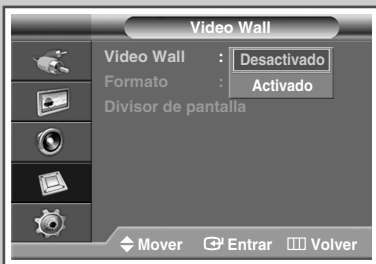 Video Wall
Video Wall : Desactivado
Formato : Activado
Divisor de pantalla
Mover Entrar Volver